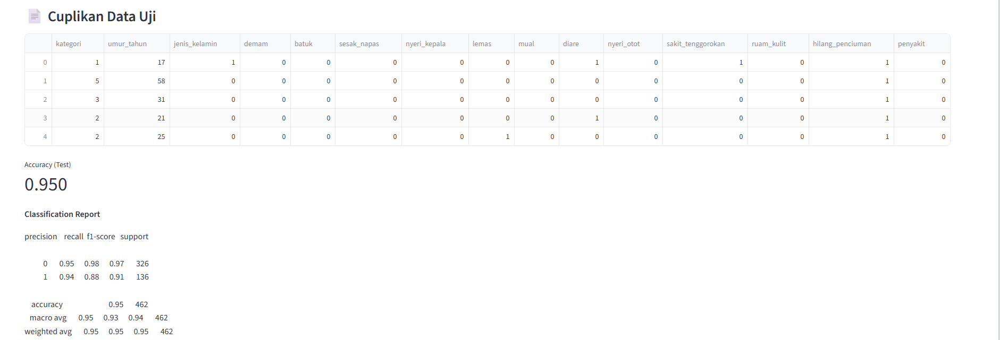 Cuplikan Data Uji
kategori umur_tahun jenis_kelamin demam batuk sesak_napas nyeri_kepala lemas mual diare nyeri_otot sakit_tenggorokan ruam_kulit hilang_penciuman penyakit
0 1 17 1 0 0 0 0 0 0 1 0 1 0 1 0
1 5 58 0 0 0 0 0 0 0 0 0 0 0 1 0
2 3 31 0 0 0 0 0 0 0 0 0 0 0 1 0
3 2 21 0 0 0 0 0 0 0 1 0 0 0 1 0
4 2 25 0 0 0 0 0 1 0 0 0 0 0 1 0
Accuracy (Test)
0.950
Classification Report
precision recall f1-score support
0 0.95 0.98 0.97 326
1 0.94 0.88 0.91 136
accuracy 0.95 462
macro avg 0.95 0.93 0.94 462
weighted avg 0.95 0.95 0.95 462